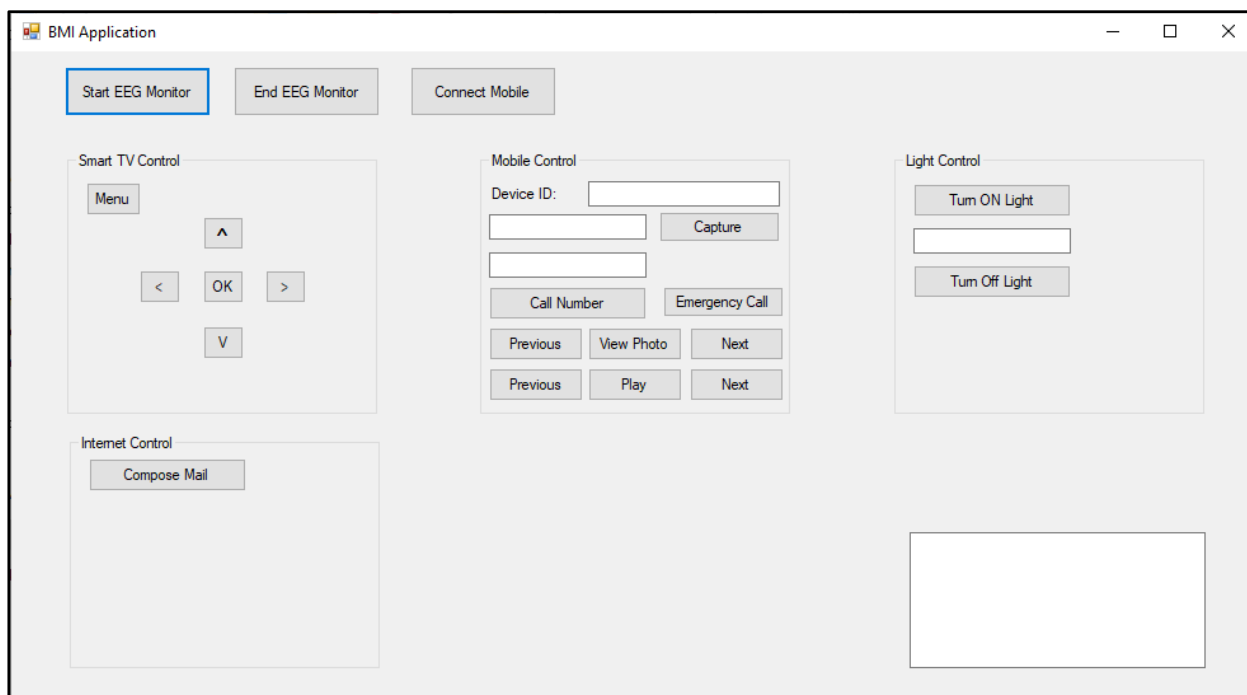 BMI Application
Start EEG Monitor
End EEG Monitor
Connect Mobile
Smart TV Control
Menu
^
<
OK
>
V
Mobile Control
Device ID:
Capture
Call Number
Emergency Call
Previous
View Photo
Next
Previous
Play
Next
Light Control
Turn ON Light
Turn Off Light
Internet Control
Compose Mail